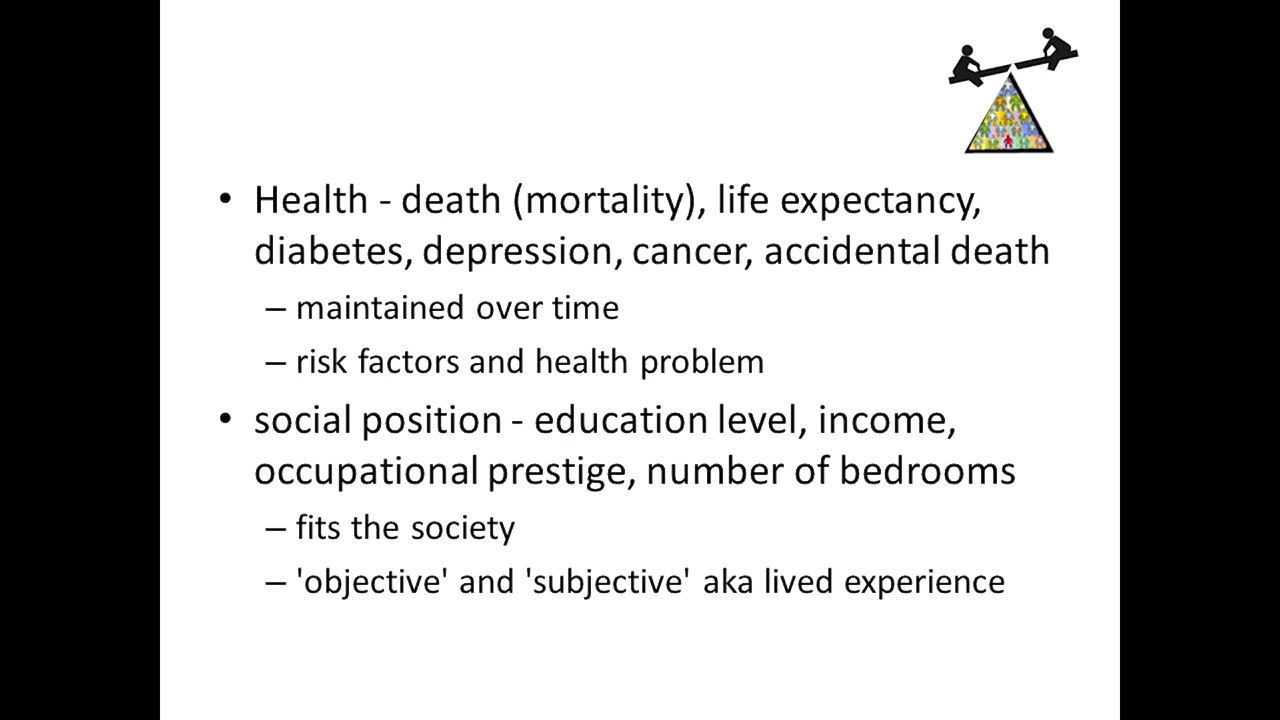 • Health - death (mortality), life expectancy,
diabetes, depression, cancer, accidental death
– maintained over time
– risk factors and health problem
• social position - education level, income,
occupational prestige, number of bedrooms
– fits the society
– 'objective' and 'subjective' aka lived experience